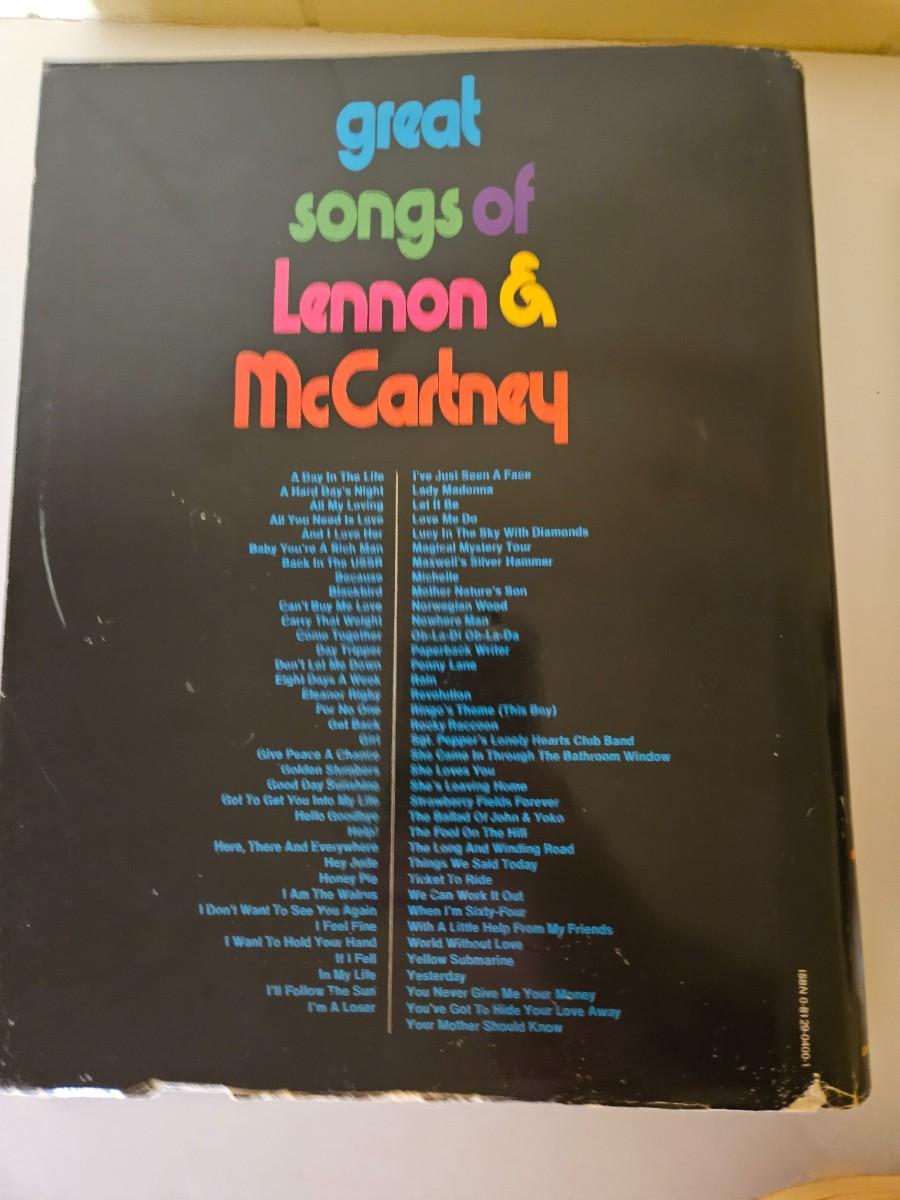 great
songs of
Lennon &
McCartney
A Day In The Life
A Hard Day's Night
All My Loving
All You Need Is Love
And I Love Her
Baby You're A Rich Man
Back In The USSR
Because
Blackbird
Can't Buy Me Love
Carry That Weight
Come Together
Day Tripper
Don't Let Me Down
Eight Days A Week
Eleanor Rigby
For No One
Get Back
Girl
Give Peace A Chance
Golden Slumbers
Good Day Sunshine
Got To Get You Into My Life
Hello Goodbye
Help!
Here, There And Everywhere
Hey Jude
Honey Pie
I Am The Walrus
I Don't Want To See You Again
I Feel Fine
I Want To Hold Your Hand
If I Fell
In My Life
I'll Follow The Sun
I'm A Loser
I've Just Seen A Face
Lady Madonna
Let It Be
Love Me Do
Lucy In The Sky With Diamonds
Magical Mystery Tour
Maxwell's Silver Hammer
Michelle
Mother Nature's Son
Norwegian Wood
Nowhere Man
Ob-La-Di Ob-La-Da
Paperback Writer
Penny Lane
Rain
Revolution
Ringo's Theme (This Boy)
Rocky Raccoon
Sgt. Pepper's Lonely Hearts Club Band
She Came In Through The Bathroom Window
She Loves You
She's Leaving Home
Strawberry Fields Forever
The Ballad Of John & Yoko
The Fool On The Hill
The Long And Winding Road
Things We Said Today
Ticket To Ride
We Can Work It Out
When I'm Sixty-Four
With A Little Help From My Friends
World Without Love
Yellow Submarine
Yesterday
You Never Give Me Your Money
You've Got To Hide Your Love Away
Your Mother Should Know
ISBN 0-8129-0400-1